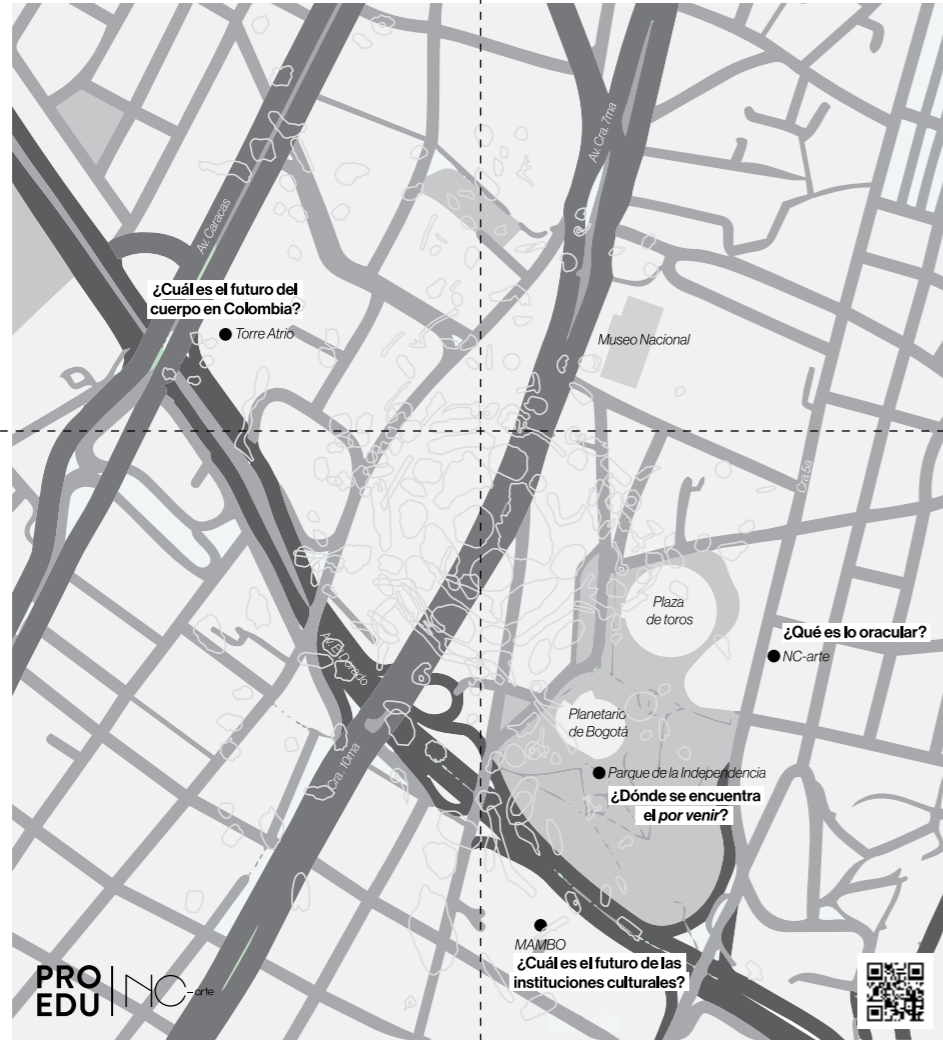 Av. Cra. 7ma
Av. Caracas
¿Cuál es el futuro del
cuerpo en Colombia?
Torre Atrio
Museo Nacional
Cra 5a
Plaza
de toros
¿Qué es lo oracular?
NC-arte
Av. El Dorado
Planetario
de Bogotá
Cra. 10ma
Parque de la Independencia
¿Dónde se encuentra
el por venir?
MAMBO
¿Cuál es el futuro de las
instituciones culturales?
PRO
EDU
NC-arte